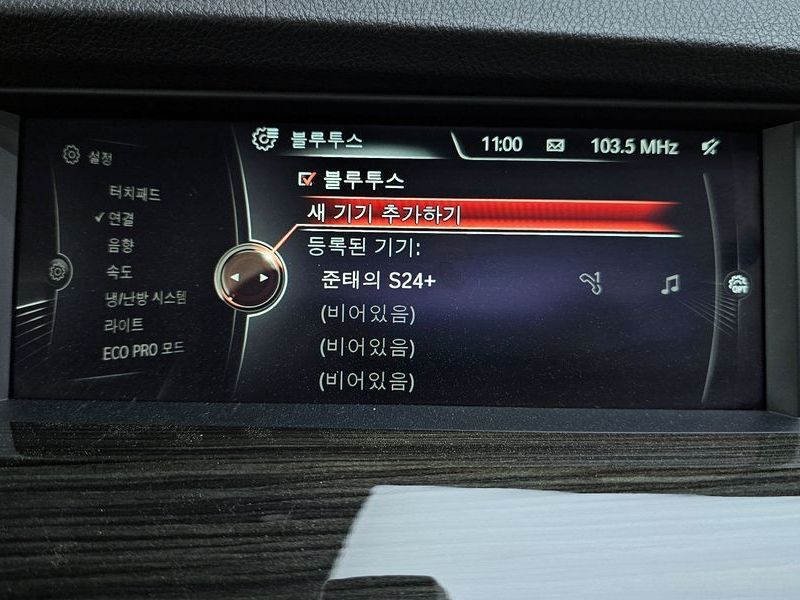 설정
터치패드
연결
음향
속도
냉/난방 시스템
라이트
ECO PRO 모드
블루투스
11:00
103.5 MHz
블루투스
새 기기 추가하기
등록된 기기:
준태의 S24+
(비어있음)
(비어있음)
(비어있음)
OPT